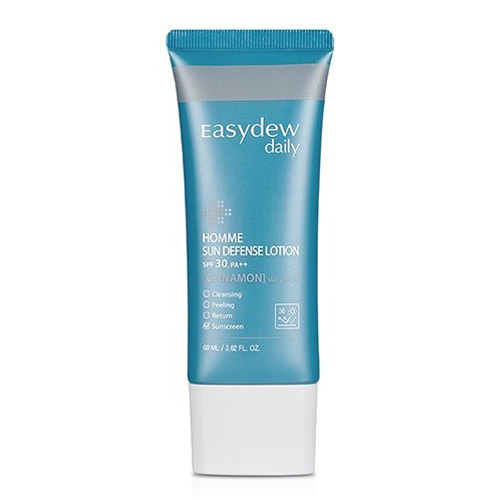 Easydew
daily
HOMME
SUN DEFENSE LOTION
SPF 30, PA++
[CINNAMON]
Cleansing
Peeling
Return
Sunscreen
60 ML / 2.02 FL. OZ.
30